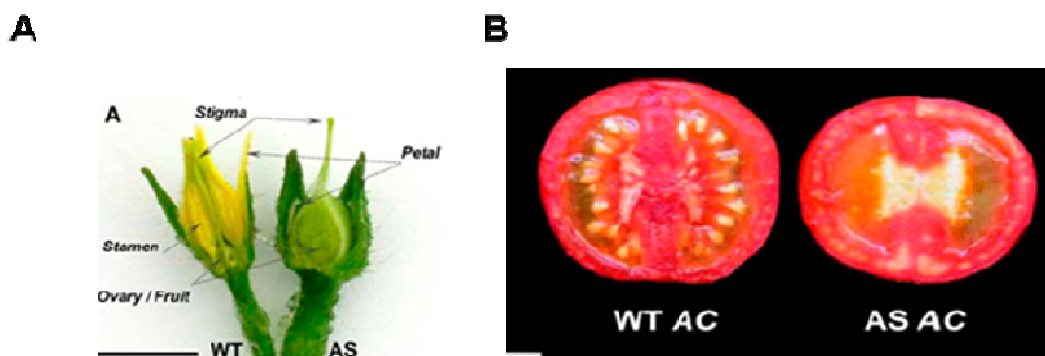 A
B
A
Stigma
Petal
Stamen
Ovary / Fruit
WT
AS
WT AC
AS AC